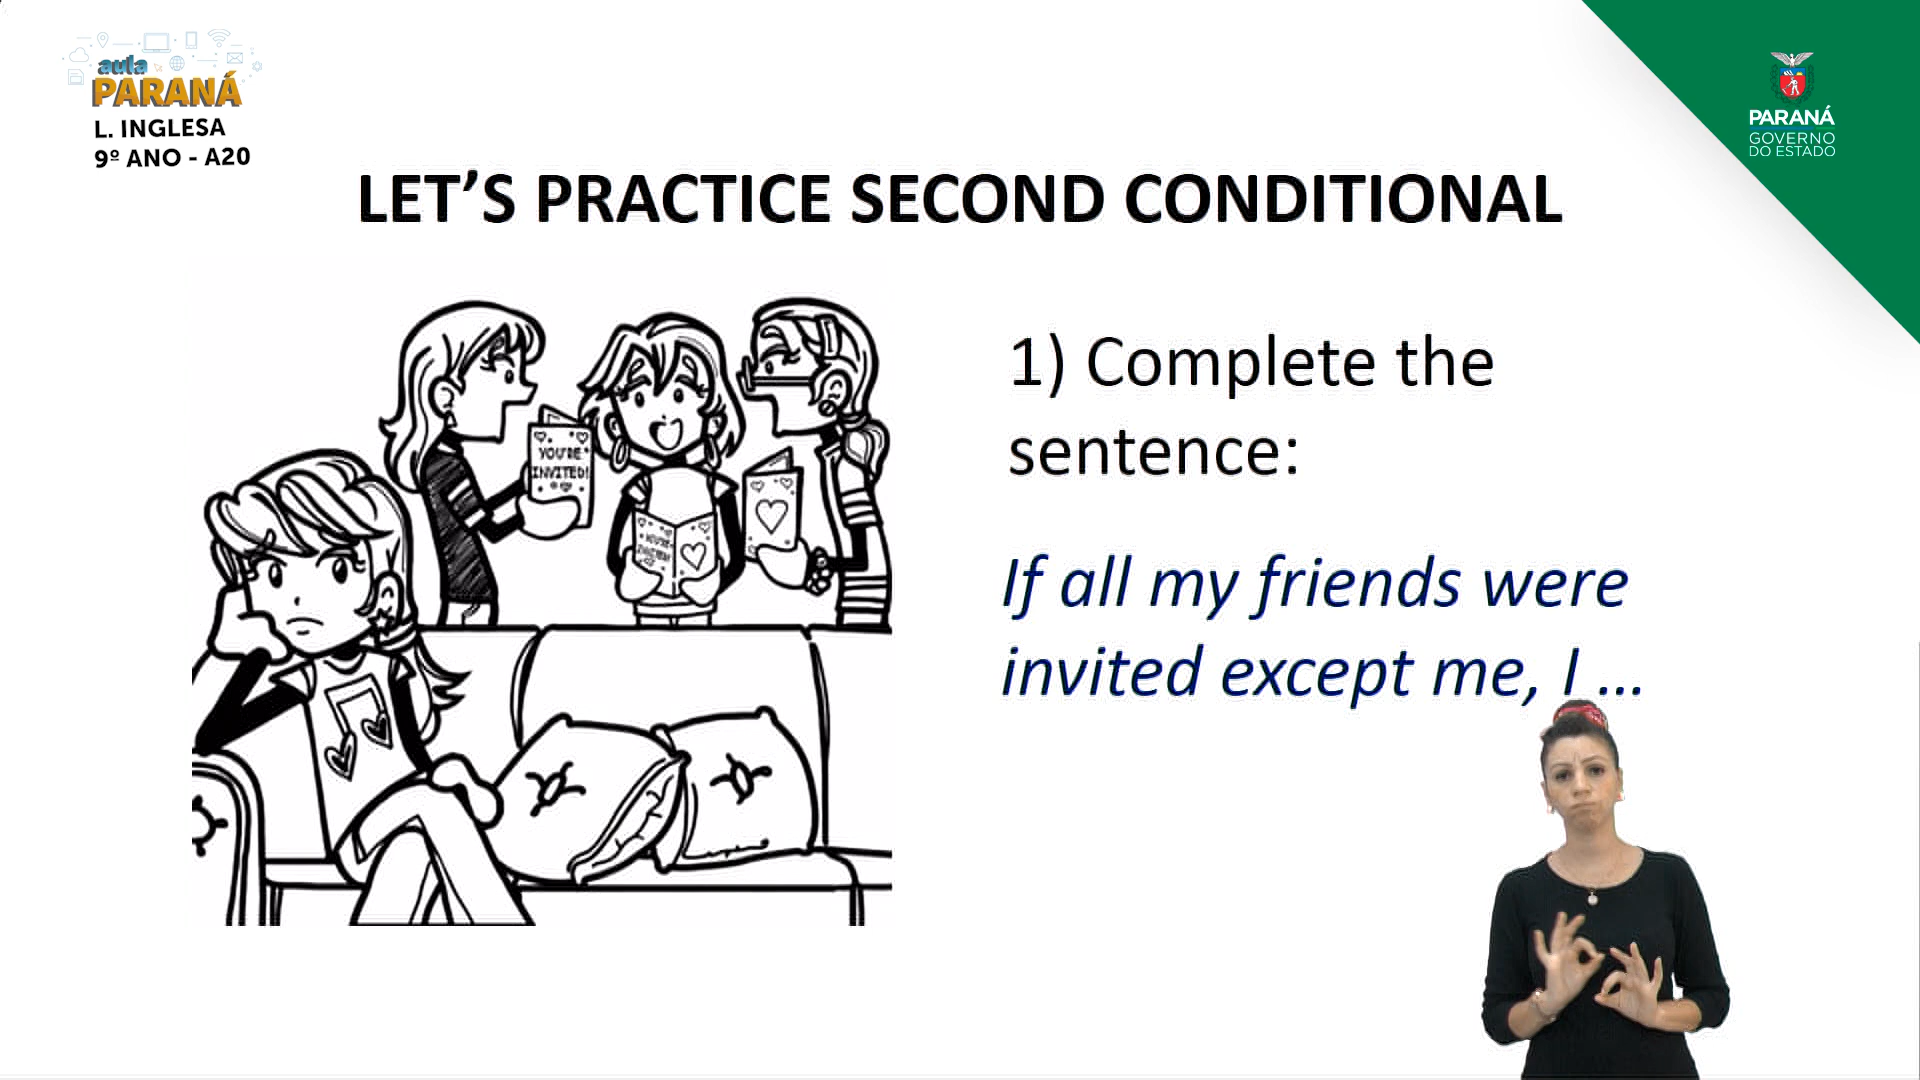 aula
PARANÁ
L. INGLESA
9º ANO - A20
PARANÁ
GOVERNO
DO ESTADO
LET’S PRACTICE SECOND CONDITIONAL
YOU'RE
INVITED!
1) Complete the
sentence:
If all my friends were
invited except me, I ...